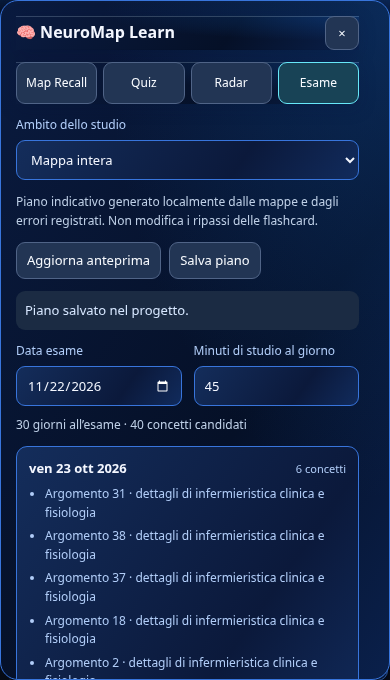 🧠 NeuroMap Learn
×
Map Recall
Quiz
Radar
Esame
Ambito dello studio
Mappa intera
Piano indicativo generato localmente dalle mappe e dagli
errori registrati. Non modifica i ripassi delle flashcard.
Aggiorna anteprima
Salva piano
Piano salvato nel progetto.
Data esame
Minuti di studio al giorno
11/22/2026
45
30 giorni all'esame · 40 concetti candidati
ven 23 ott 2026
6 concetti
• Argomento 31 · dettagli di infermieristica clinica e
fisiologia
• Argomento 38 · dettagli di infermieristica clinica e
fisiologia
• Argomento 37 · dettagli di infermieristica clinica e
fisiologia
• Argomento 18 · dettagli di infermieristica clinica e
fisiologia
• Argomento 2 · dettagli di infermieristica clinica e
fisiologia